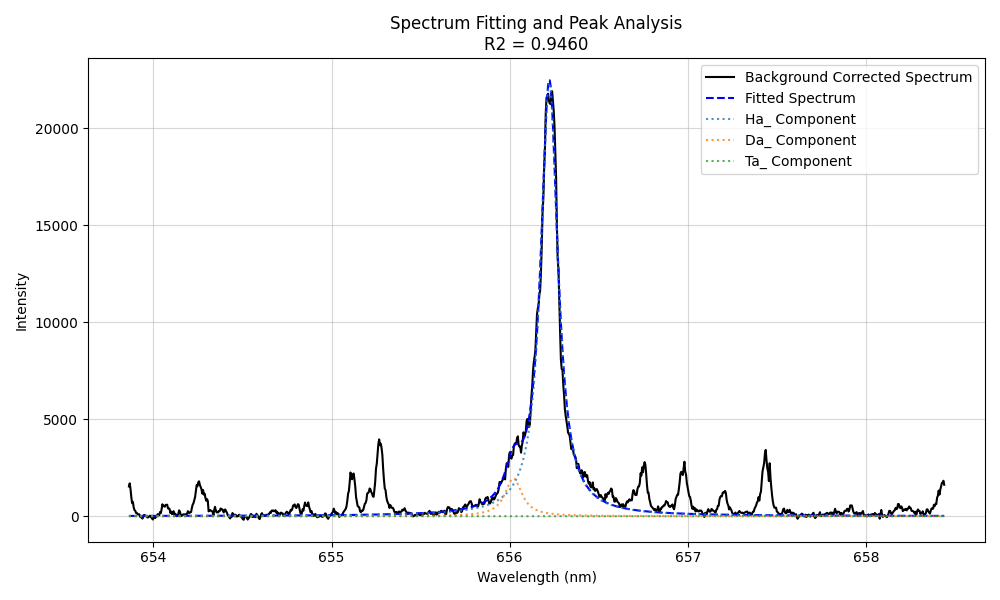 Spectrum Fitting and Peak Analysis
R2 = 0.9460
Background Corrected Spectrum
Fitted Spectrum
Ha_ Component
Da_ Component
Ta_ Component
Intensity
20000
15000
10000
5000
0
654
655
656
657
658
Wavelength (nm)